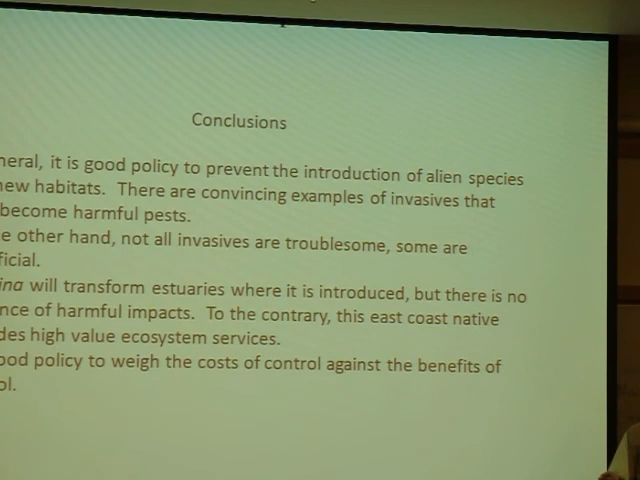 Conclusions
neral, it is good policy to prevent the introduction of alien species
new habitats. There are convincing examples of invasives that
become harmful pests.
e other hand, not all invasives are troublesome, some are
ficial.
ina will transform estuaries where it is introduced, but there is no
nce of harmful impacts. To the contrary, this east coast native
des high value ecosystem services.
ood policy to weigh the costs of control against the benefits of
ol.